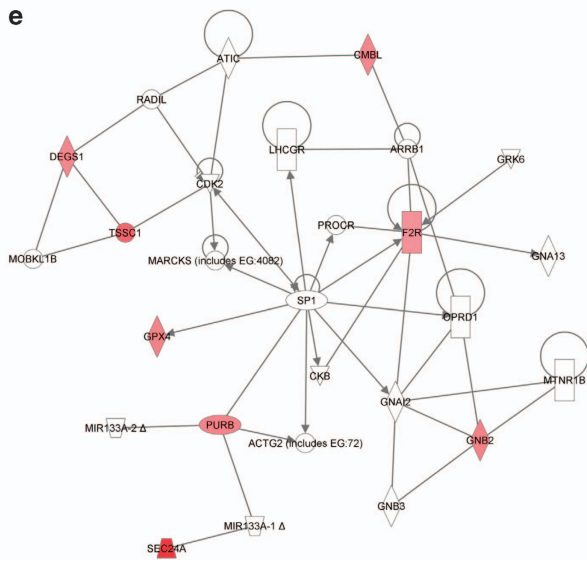 e
ATIC
CMBL
RADIL
DEGS1
LHCGR
ARRB1
GRK6
CDK2
TSSC1
PROCR
F2R
MOBKL1B
MARCKS (includes EG:4082)
GNA13
SP1
OPRD1
GPX4
CKB
MTNR1B
GNAI2
MIR133A-2 Δ
PURB
ACTG2 (includes EG:72)
GNB2
GNB3
MIR133A-1 Δ
SEC24A